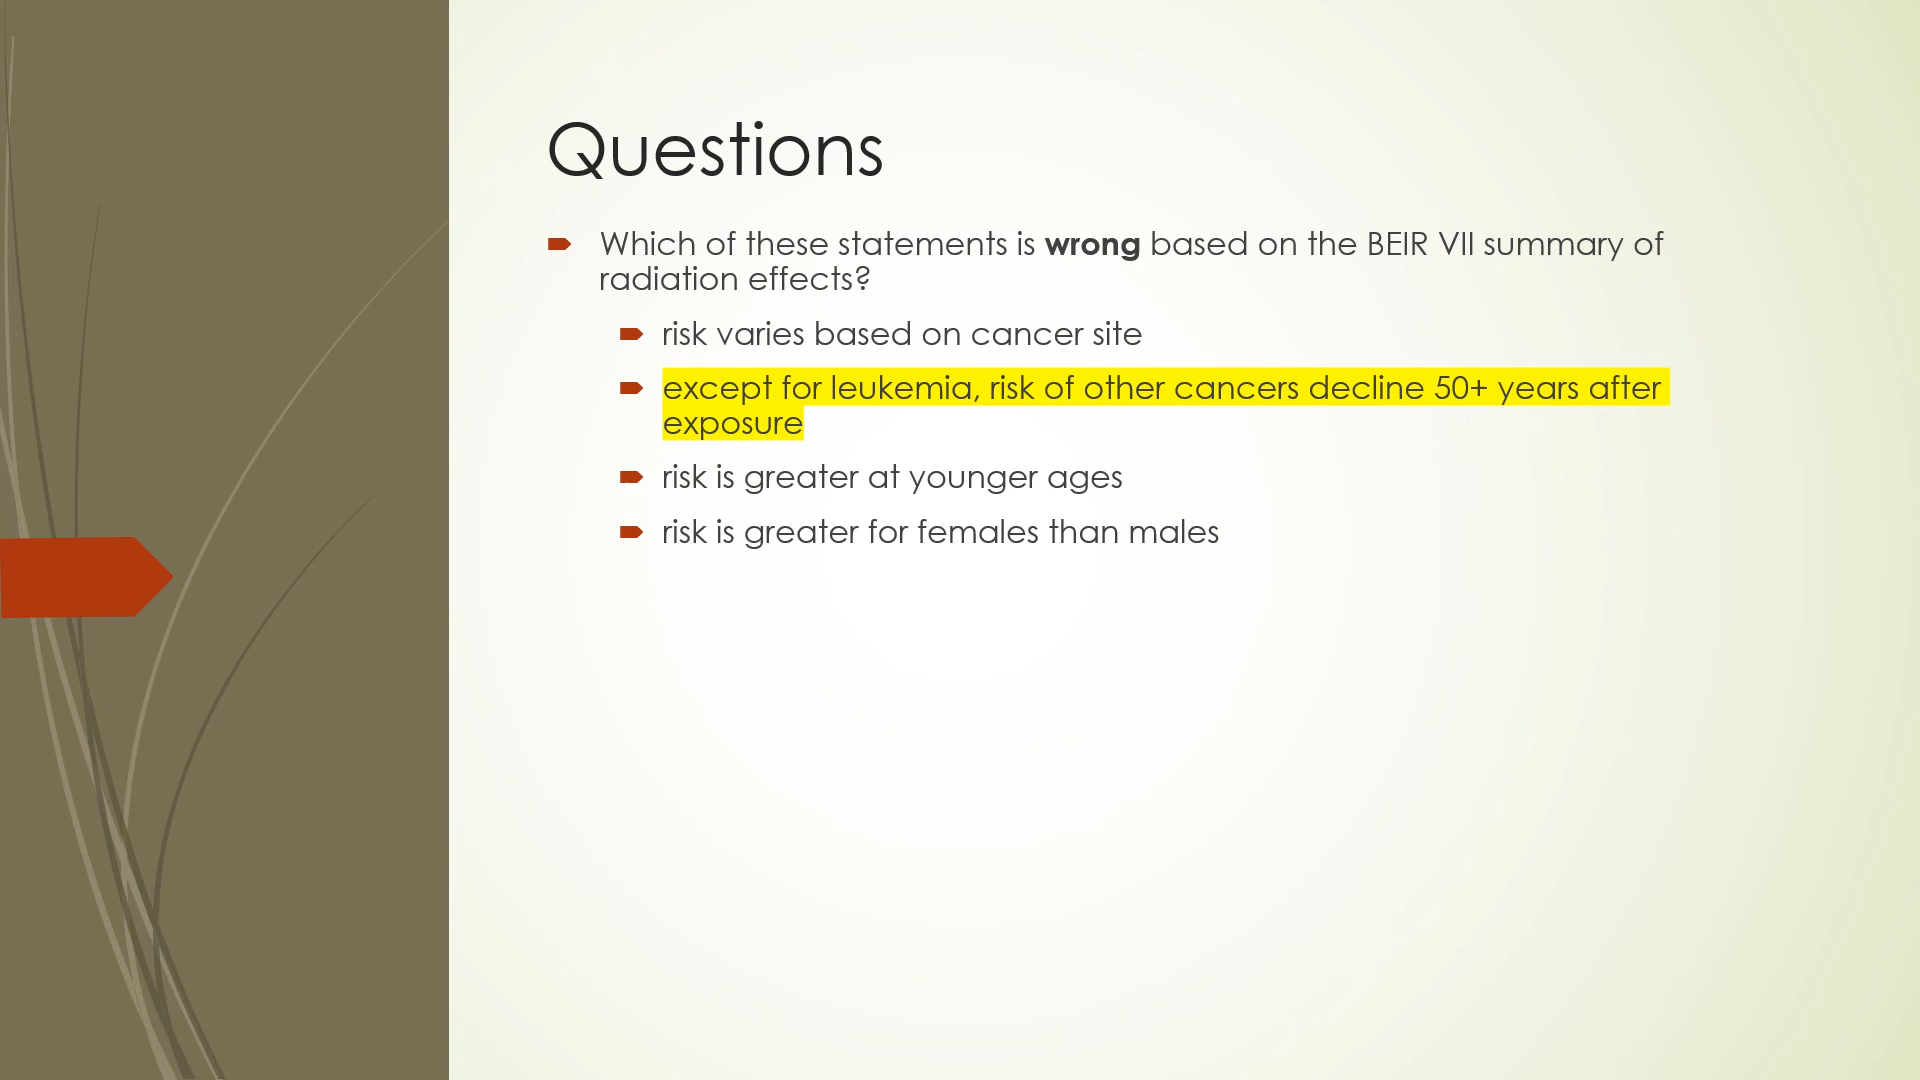 Questions
Which of these statements is wrong based on the BEIR VII summary of
radiation effects?
risk varies based on cancer site
except for leukemia, risk of other cancers decline 50+ years after
exposure
risk is greater at younger ages
risk is greater for females than males